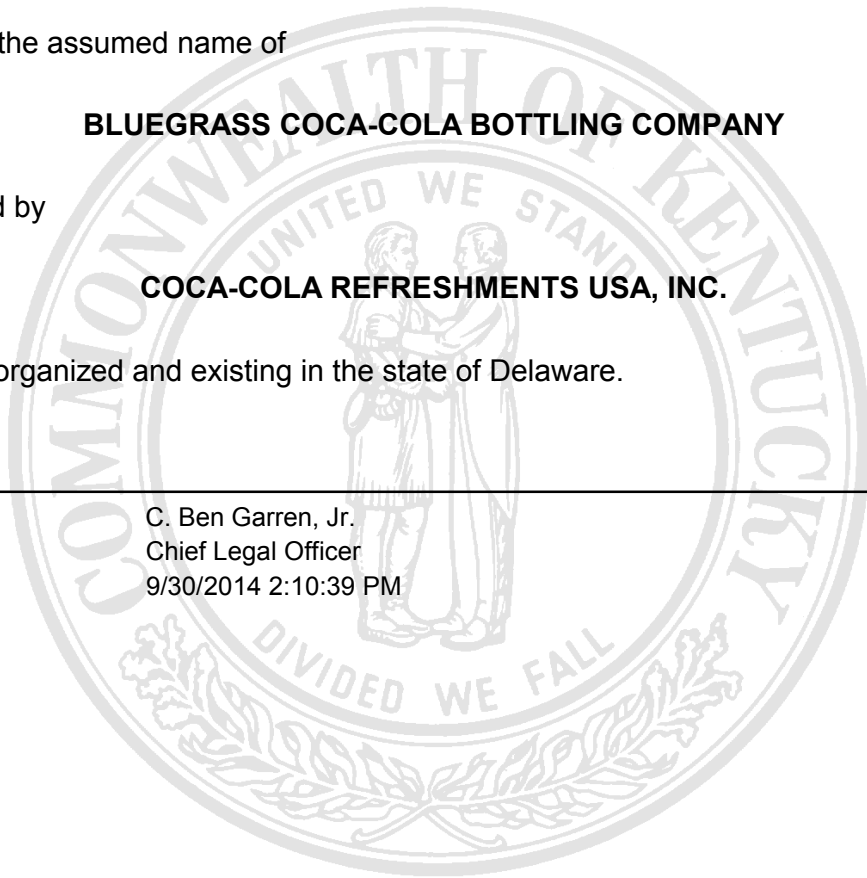 the assumed name of
BLUEGRASS COCA-COLA BOTTLING COMPANY
d by
COCA-COLA REFRESHMENTS USA, INC.
organized and existing in the state of Delaware.
C. Ben Garren, Jr.
Chief Legal Officer
9/30/2014 2:10:39 PM
COMMONWEALTH OF KENTUCKY
UNITED WE STAND
DIVIDED WE FALL